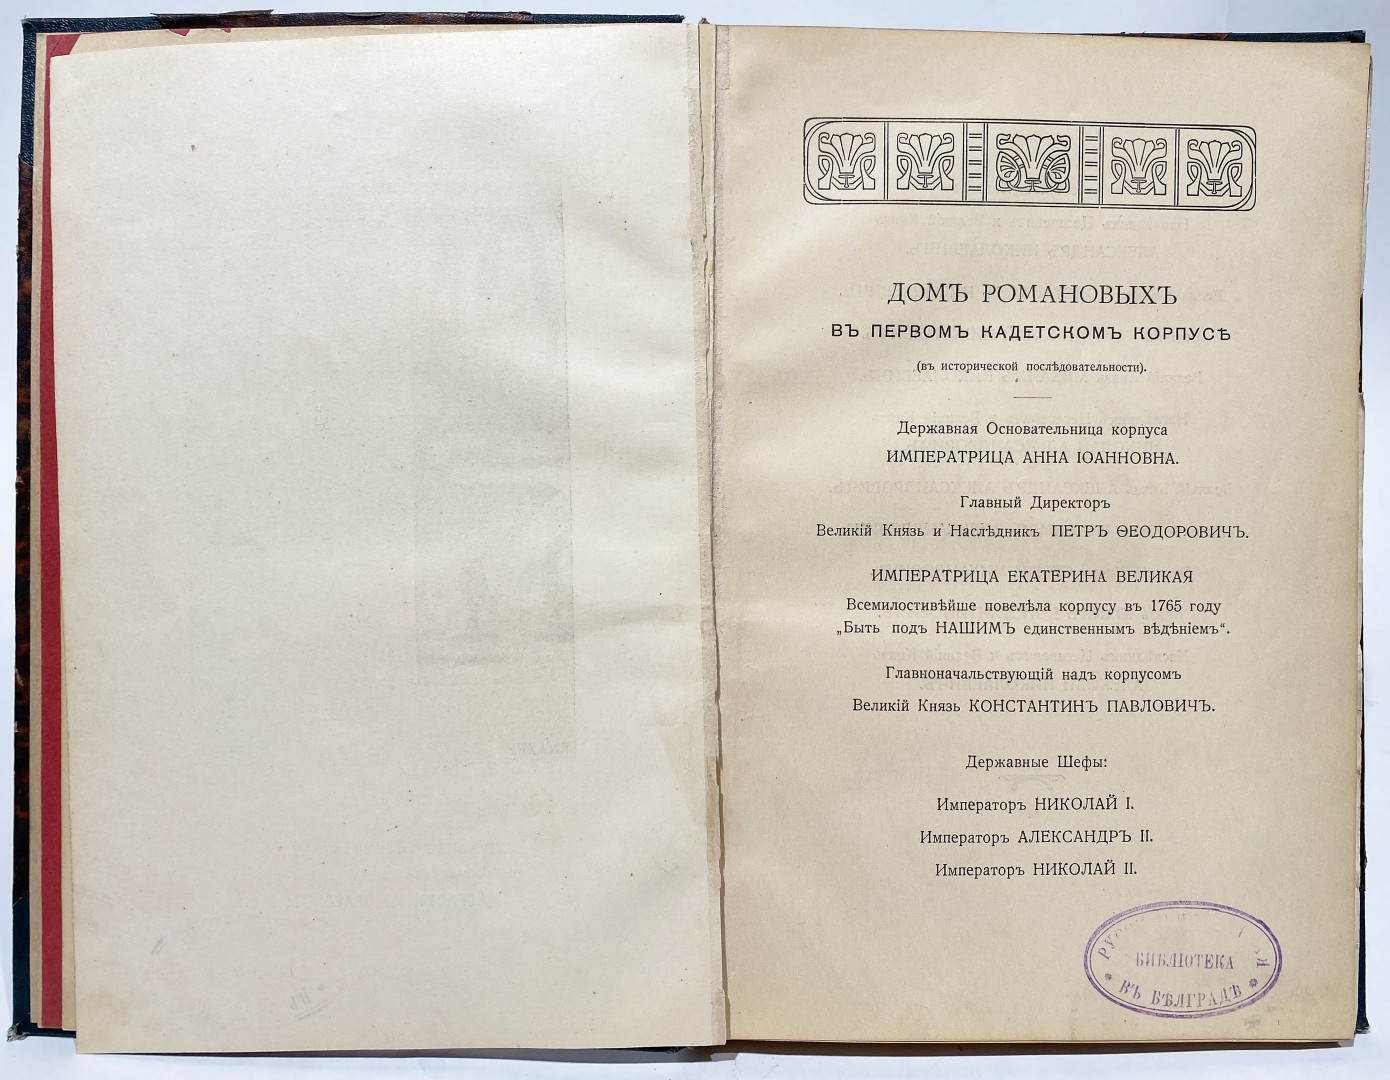 ДОМЪ РОМАНОВЫХЪ
ВЪ ПЕРВОМЪ КАДЕТСКОМЪ КОРПУСѢ
(въ исторической послѣдовательности).
Державная Основательница корпуса
ИМПЕРАТРИЦА АННА ІОАННОВНА.
Главный Директоръ
Великій Князь и Наслѣдникъ ПЕТРЪ ѲЕОДОРОВИЧЪ.
ИМПЕРАТРИЦА ЕКАТЕРИНА ВЕЛИКАЯ
Всемилостивѣйше повелѣла корпусу въ 1765 году
„Быть подъ НАШИМЪ единственнымъ вѣдѣніемъ“.
Главноначальствующій надъ корпусомъ
Великій Князь КОНСТАНТИНЪ ПАВЛОВИЧЪ.
Державные Шефы:
Императоръ НИКОЛАЙ I.
Императоръ АЛЕКСАНДРЪ II.
Императоръ НИКОЛАЙ II.
БИБЛІОТЕКА
ВЪ БѢЛГРАДѢ